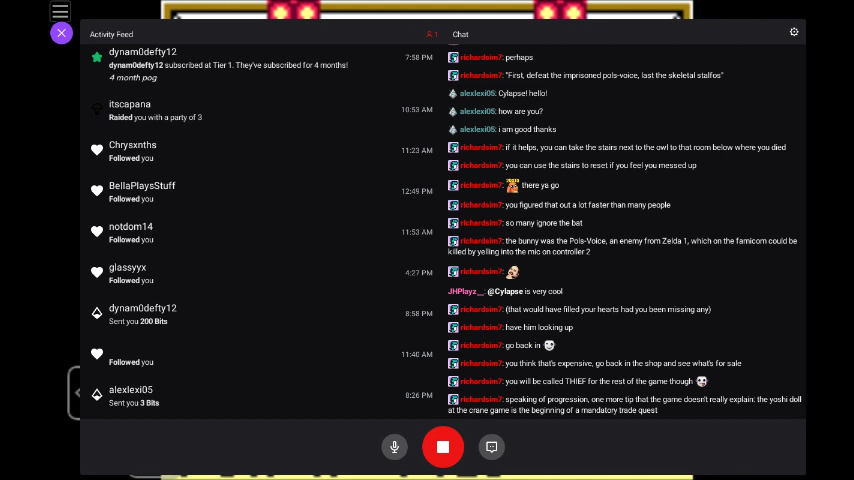 Activity Feed
1
Chat
dynam0defty12
dynam0defty12 subscribed at Tier 1. They've subscribed for 4 months!
4 month pog
7:58 PM
itscapana
Raided you with a party of 3
10:53 AM
Chrysxnths
Followed you
11:23 AM
BellaPlaysStuff
Followed you
12:49 PM
notdom14
Followed you
11:53 AM
glassyyx
Followed you
4:27 PM
dynam0defty12
Sent you 200 Bits
8:58 PM
Followed you
11:40 AM
alexlexi05
Sent you 3 Bits
8:26 PM
richardsim7: perhaps
richardsim7: "First, defeat the imprisoned pols-voice, last the skeletal stalfos"
alexlexi05: Cylapse! hello!
alexlexi05: how are you?
alexlexi05: i am good thanks
richardsim7: if it helps, you can take the stairs next to the owl to that room below where you died
richardsim7: you can use the stairs to reset if you feel you messed up
richardsim7: there ya go
richardsim7: you figured that out a lot faster than many people
richardsim7: so many ignore the bat
richardsim7: the bunny was the Pols-Voice, an enemy from Zelda 1, which on the famicom could be
killed by yelling into the mic on controller 2
richardsim7:
JHPlayz__: @Cylapse is very cool
richardsim7: (that would have filled your hearts had you been missing any)
richardsim7: have him looking up
richardsim7: go back in
richardsim7: you think that's expensive, go back in the shop and see what's for sale
richardsim7: you will be called THIEF for the rest of the game though
richardsim7: speaking of progression, one more tip that the game doesn't really explain: the yoshi doll
at the crane game is the beginning of a mandatory trade quest